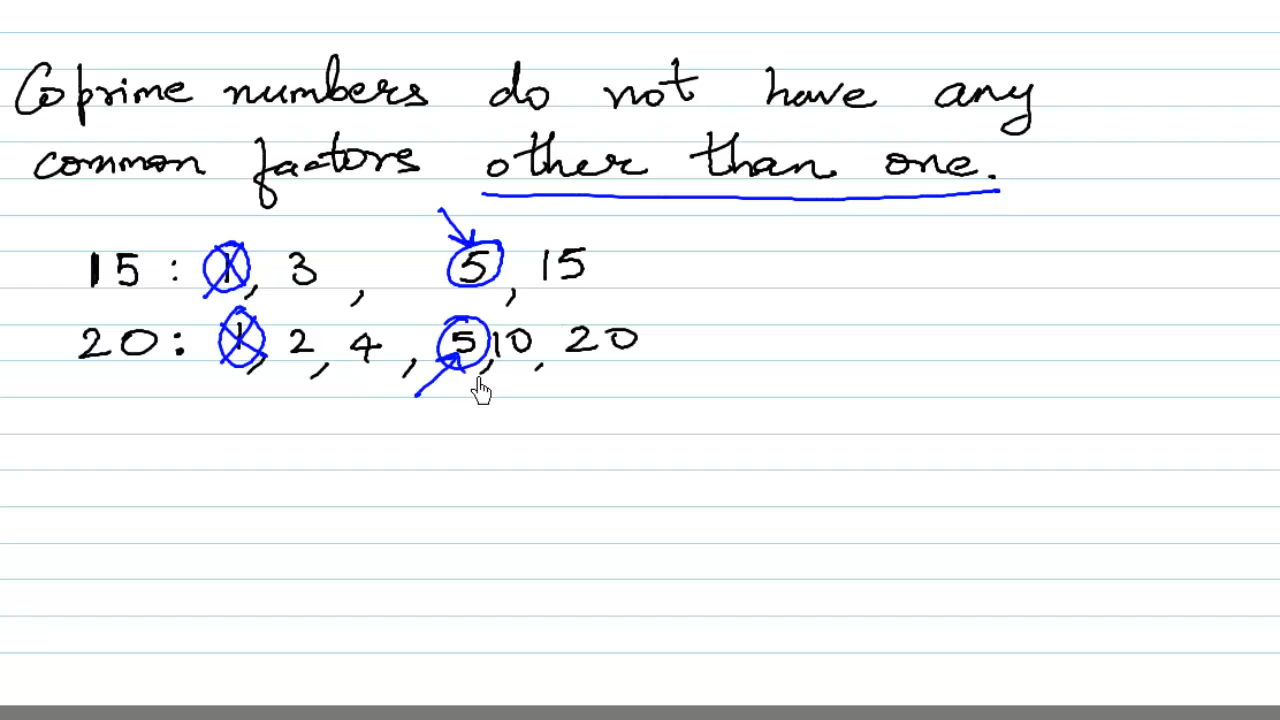 Coprime numbers do not have any
common factors other than one.
15 : 1, 3, 5, 15
20: 1, 2, 4, 5, 10, 20